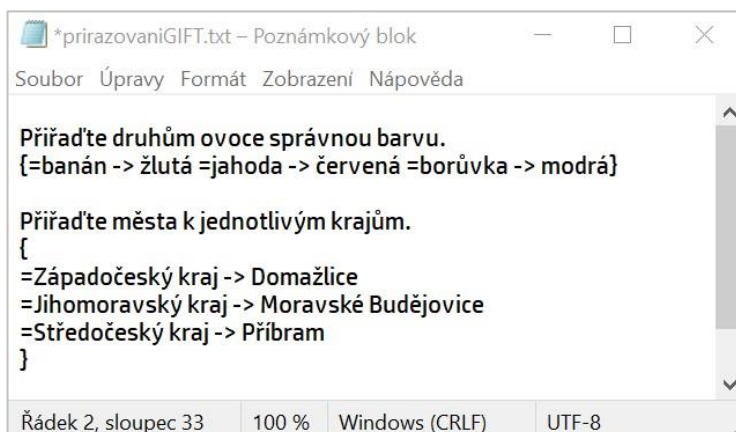 *prirazovaniGIFT.txt – Poznámkový blok
Soubor Úpravy Formát Zobrazení Nápověda
Přiřaďte druhům ovoce správnou barvu.
{=banán -> žlutá =jahoda -> červená =borůvka -> modrá}
Přiřaďte města k jednotlivým krajům.
{
=Západočeský kraj -> Domažlice
=Jihomoravský kraj -> Moravské Budějovice
=Středočeský kraj -> Příbram
}
Řádek 2, sloupec 33 100 % Windows (CRLF) UTF-8